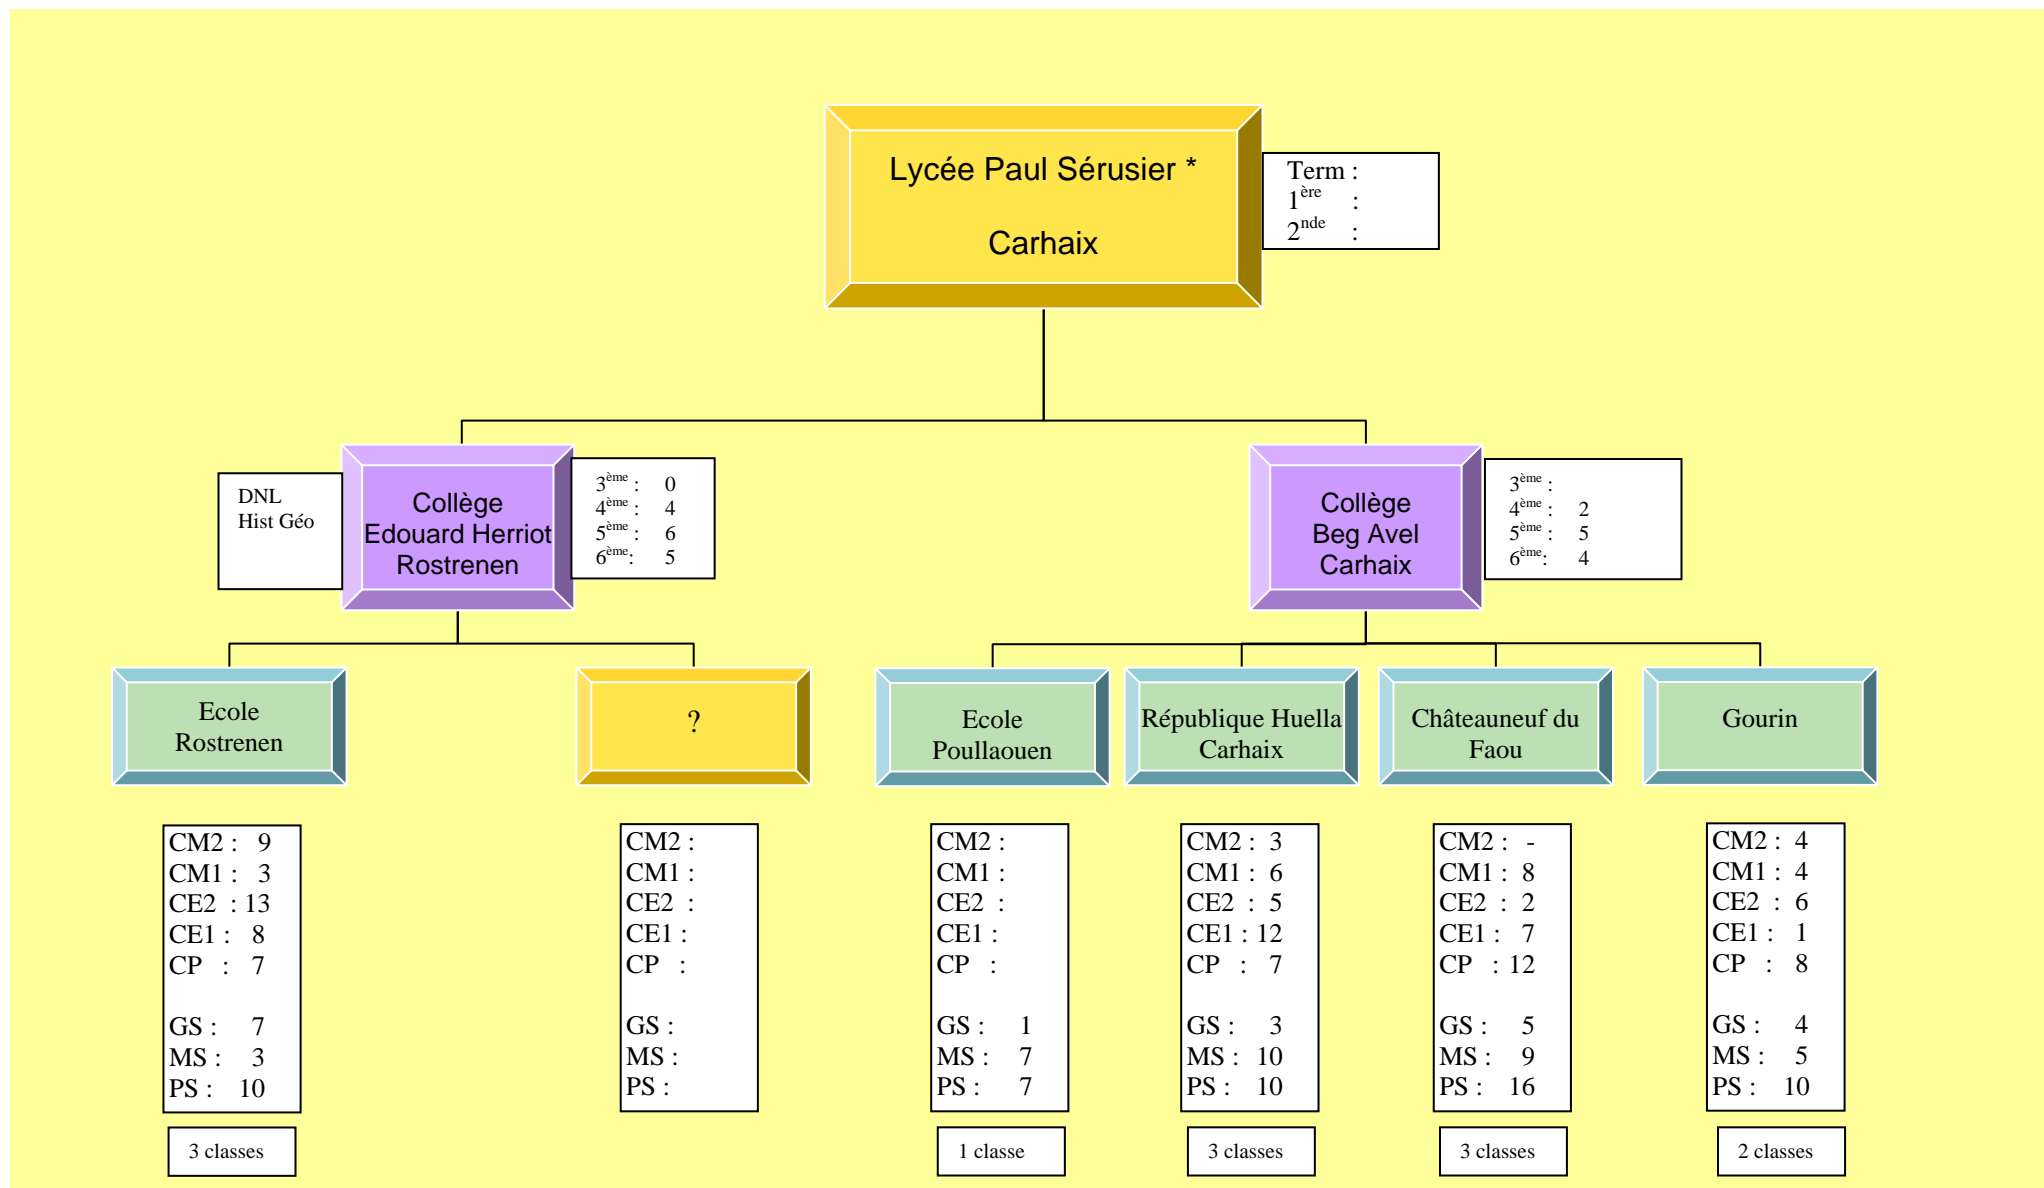 Lycée Paul Sérusier *
Carhaix
Term :
1ère :
2nde :
DNL
Hist Géo
Collège
Edouard Herriot
Rostrenen
3ème : 0
4ème : 4
5ème : 6
6ème: 5
Collège
Beg Avel
Carhaix
3ème :
4ème : 2
5ème : 5
6ème: 4
Ecole
Rostrenen
?
Ecole
Poullaouen
République Huella
Carhaix
Châteauneuf du
Faou
Gourin
CM2 : 9
CM1 : 3
CE2 : 13
CE1 : 8
CP : 7
GS : 7
MS : 3
PS : 10
3 classes
CM2 :
CM1 :
CE2 :
CE1 :
CP :
GS :
MS :
PS :
CM2 :
CM1 :
CE2 :
CE1 :
CP :
GS : 1
MS : 7
PS : 7
1 classe
CM2 : 3
CM1 : 6
CE2 : 5
CE1 : 12
CP : 7
GS : 3
MS : 10
PS : 10
3 classes
CM2 : -
CM1 : 8
CE2 : 2
CE1 : 7
CP : 12
GS : 5
MS : 9
PS : 16
3 classes
CM2 : 4
CM1 : 4
CE2 : 6
CE1 : 1
CP : 8
GS : 4
MS : 5
PS : 10
2 classes